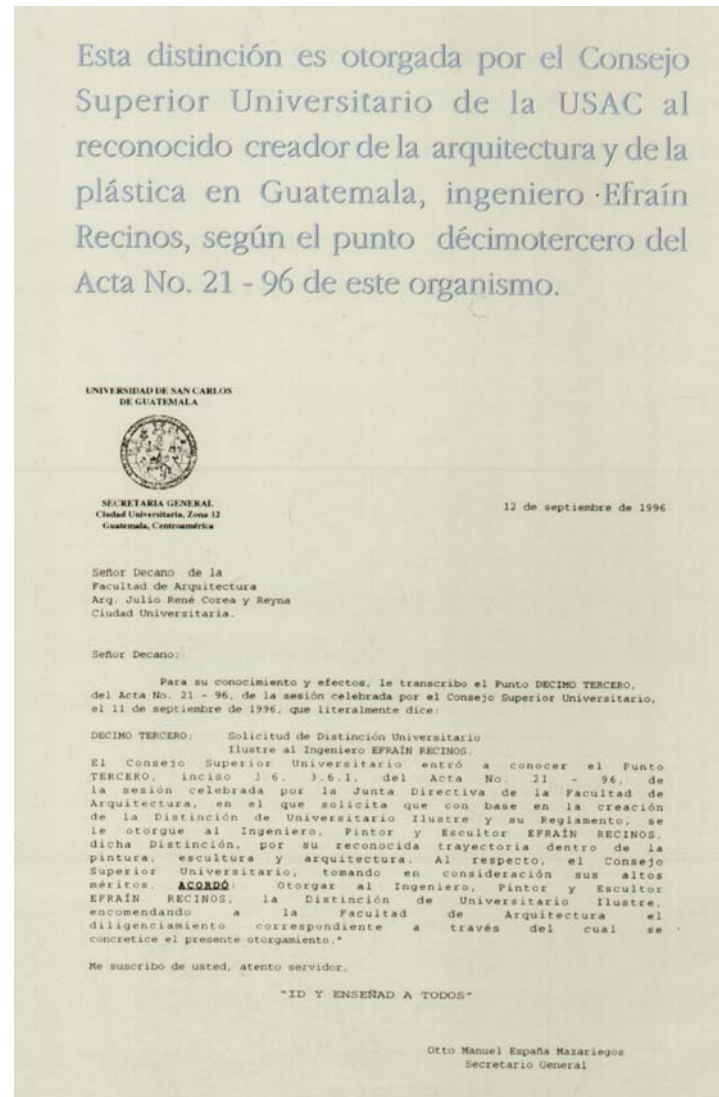 Esta distinción es otorgada por el Consejo
Superior Universitario de la USAC al
reconocido creador de la arquitectura y de la
plástica en Guatemala, ingeniero ·Efraín
Recinos, según el punto décimotercero del
Acta No. 21 - 96 de este organismo.
UNIVERSIDAD DE SAN CARLOS
DE GUATEMALA
SECRETARIA GENERAL
Ciudad Universitaria, Zona 12
Guatemala, Centroamérica
12 de septiembre de 1996
Señor Decano de la
Facultad de Arquitectura
Arq. Julio René Corea y Reyna
Ciudad Universitaria.
Señor Decano:
Para su conocimiento y efectos, le transcribo el Punto DECIMO TERCERO,
del Acta No. 21 - 96, de la sesión celebrada por el Consejo Superior Universitario,
el 11 de septiembre de 1996, que literalmente dice:
DECIMO TERCERO: Solicitud de Distinción Universitario
Ilustre al Ingeniero EFRAÍN RECINOS.
El Consejo Superior Universitario entró a conocer el Punto
TERCERO, inciso 3.6. 3.6.1, del Acta No. 21 - 96, de
la sesión celebrada por la Junta Directiva de la Facultad de
Arquitectura, en el que solicita que con base en la creación
de la Distinción de Universitario Ilustre y su Reglamento, se
le otorgue al Ingeniero, Pintor y Escultor EFRAÍN RECINOS,
dicha Distinción, por su reconocida trayectoria dentro de la
pintura, escultura y arquitectura. Al respecto, el Consejo
Superior Universitario, tomando en consideración sus altos
méritos, ACORDÓ: Otorgar al Ingeniero, Pintor y Escultor
EFRAÍN RECINOS, la Distinción de Universitario Ilustre,
encomendando a la Facultad de Arquitectura el
diligenciamiento correspondiente a través del cual se
concretice el presente otorgamiento."
Me suscribo de usted, atento servidor,
"ID Y ENSEÑAD A TODOS"
Otto Manuel España Mazariegos
Secretario General